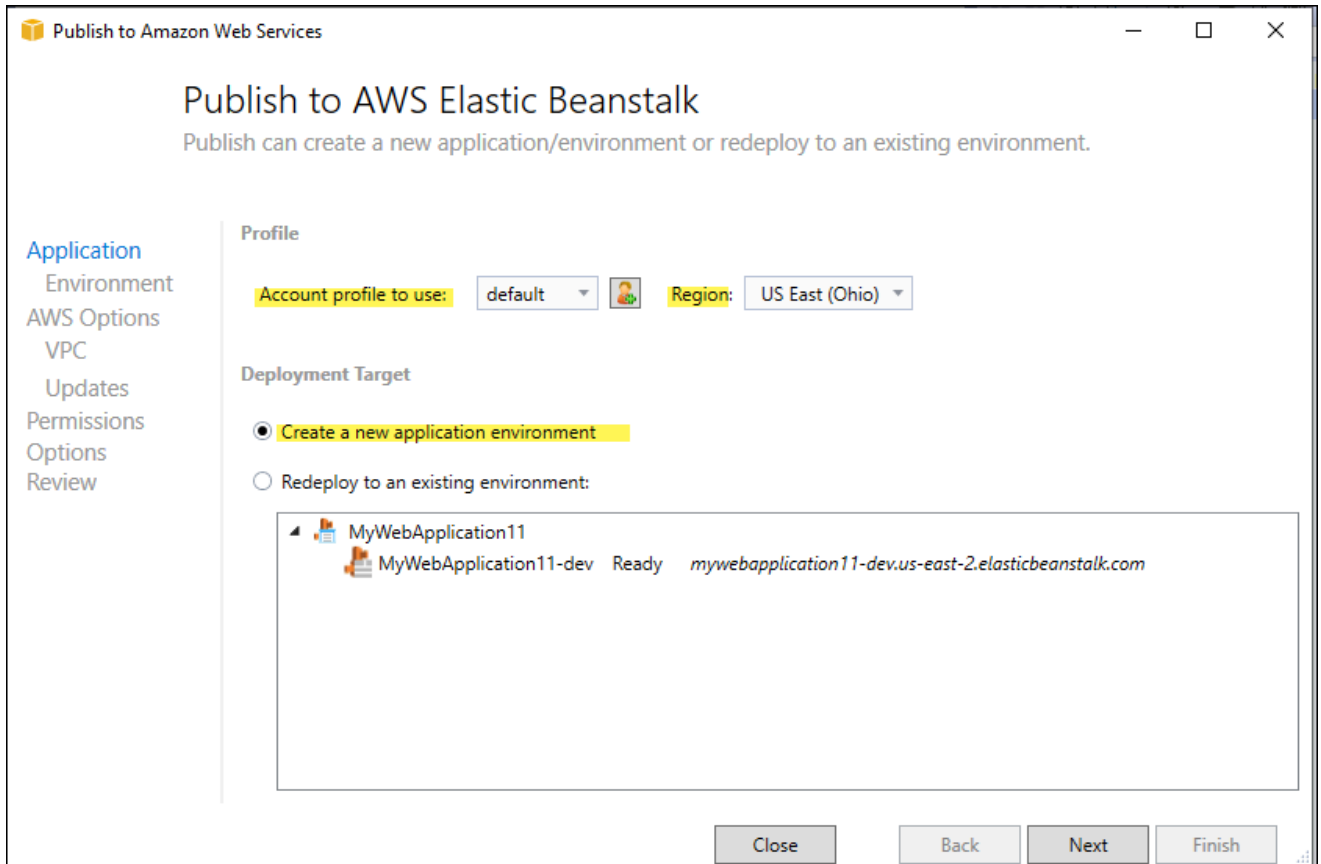 Publish to Amazon Web Services
Publish to AWS Elastic Beanstalk
Publish can create a new application/environment or redeploy to an existing environment.
Application
Environment
AWS Options
VPC
Updates
Permissions
Options
Review
Profile
Account profile to use: default Region: US East (Ohio)
Deployment Target
Create a new application environment
Redeploy to an existing environment:
MyWebApplication11
MyWebApplication11-dev Ready mywebapplication11-dev.us-east-2.elasticbeanstalk.com
Close Back Next Finish